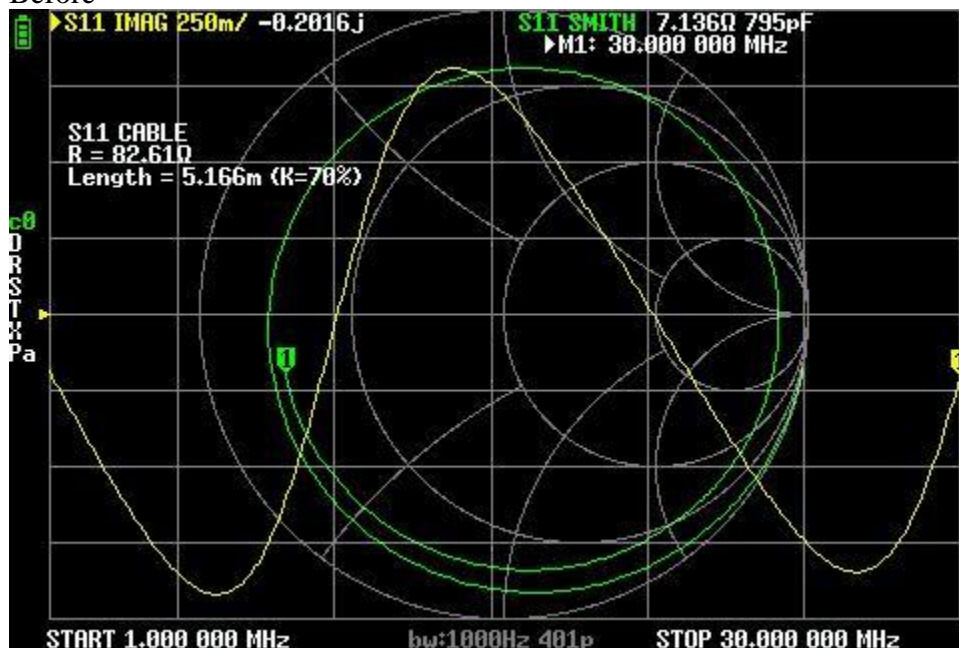 Before
S11 IMAG 250m/ -0.2016j
S11 SMITH 7.136Ω 795pF
M1: 30.000 000 MHz
S11 CABLE
R = 82.61Ω
Length = 5.166m (K=70%)
c0
D
R
S
T
X
Pa
1
1
START 1.000 000 MHz
bw:1000Hz 401p
STOP 30.000 000 MHz